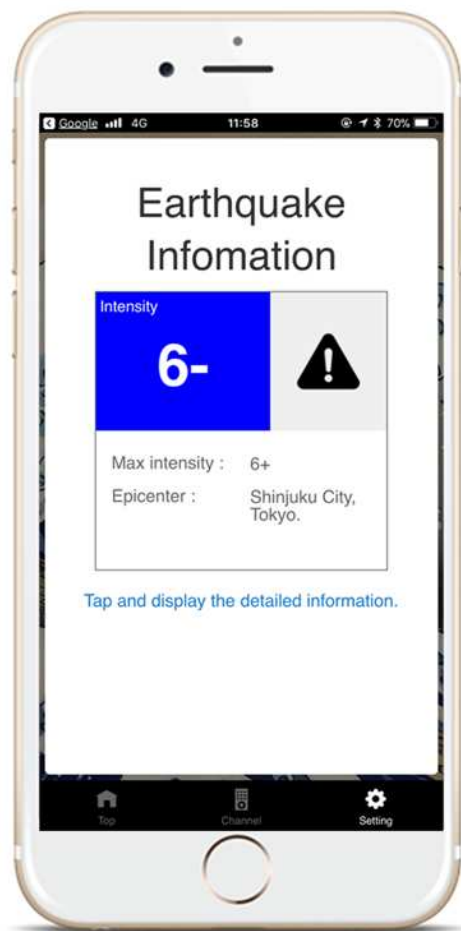 Google 4G 11:58 70%
Earthquake
Infomation
Intensity
6-
Max intensity : 6+
Epicenter : Shinjuku City,
Tokyo.
Tap and display the detailed information.
Top Channel Setting